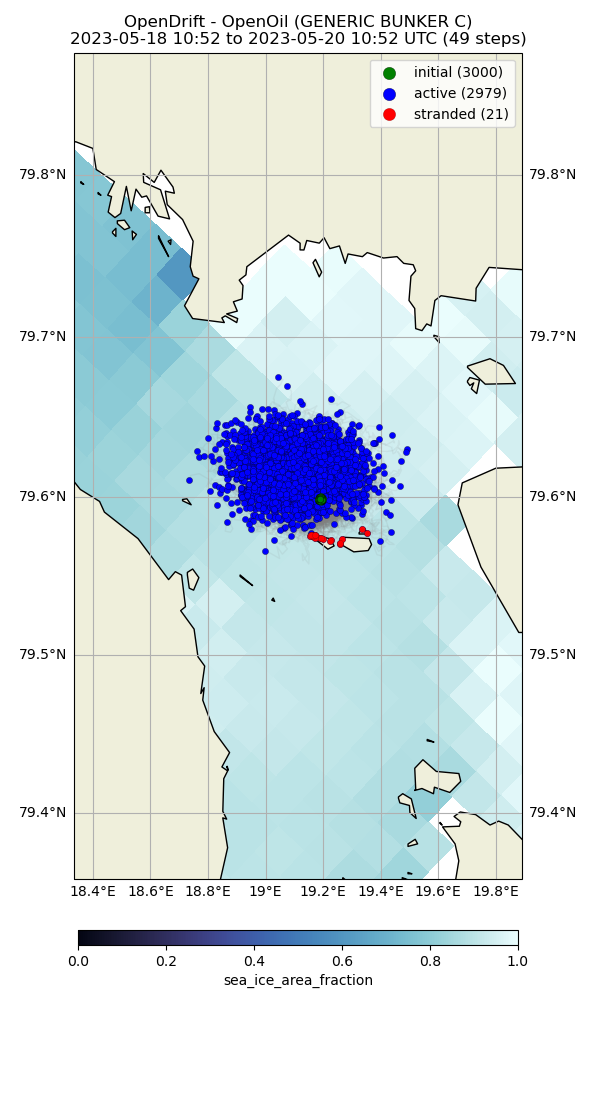 OpenDrift - OpenOil (GENERIC BUNKER C)
2023-05-18 10:52 to 2023-05-20 10:52 UTC (49 steps)
initial (3000)
active (2979)
stranded (21)
79.8°N 79.8°N
79.7°N 79.7°N
79.6°N 79.6°N
79.5°N 79.5°N
79.4°N 79.4°N
18.4°E 18.6°E 18.8°E 19°E 19.2°E 19.4°E 19.6°E 19.8°E
0.0 0.2 0.4 0.6 0.8 1.0
sea_ice_area_fraction